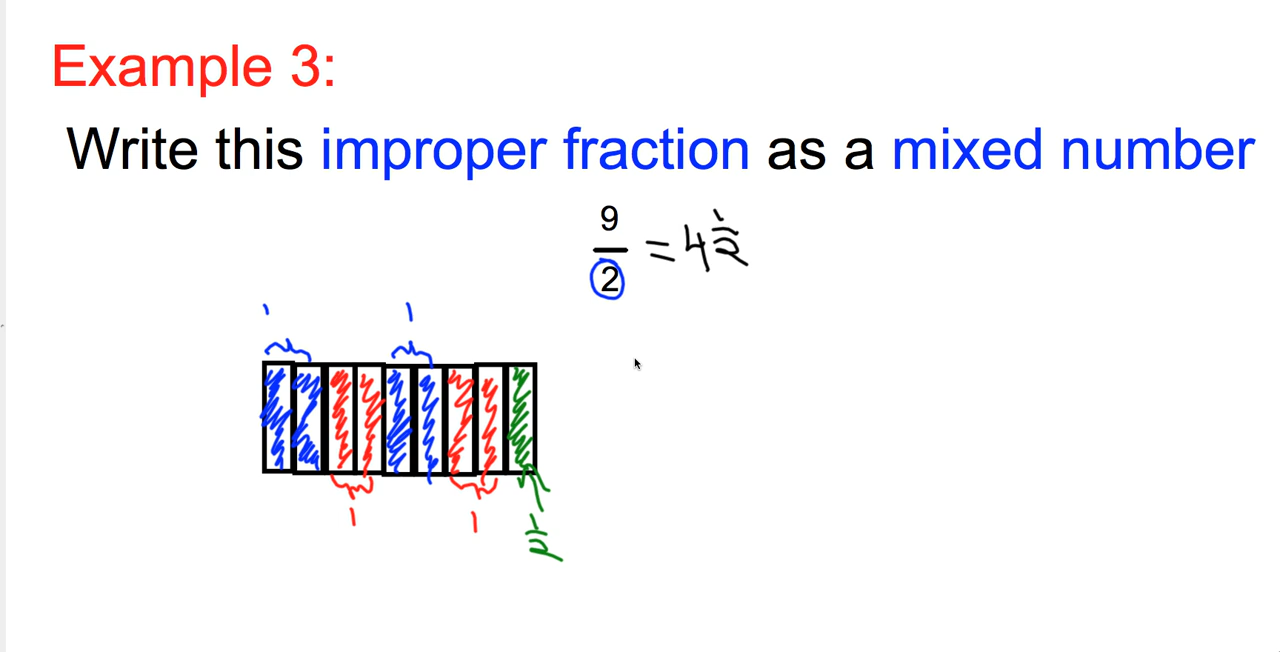 Example 3:
Write this improper fraction as a mixed number
9/2 = 4 1/2
1 1
1 1
1/2